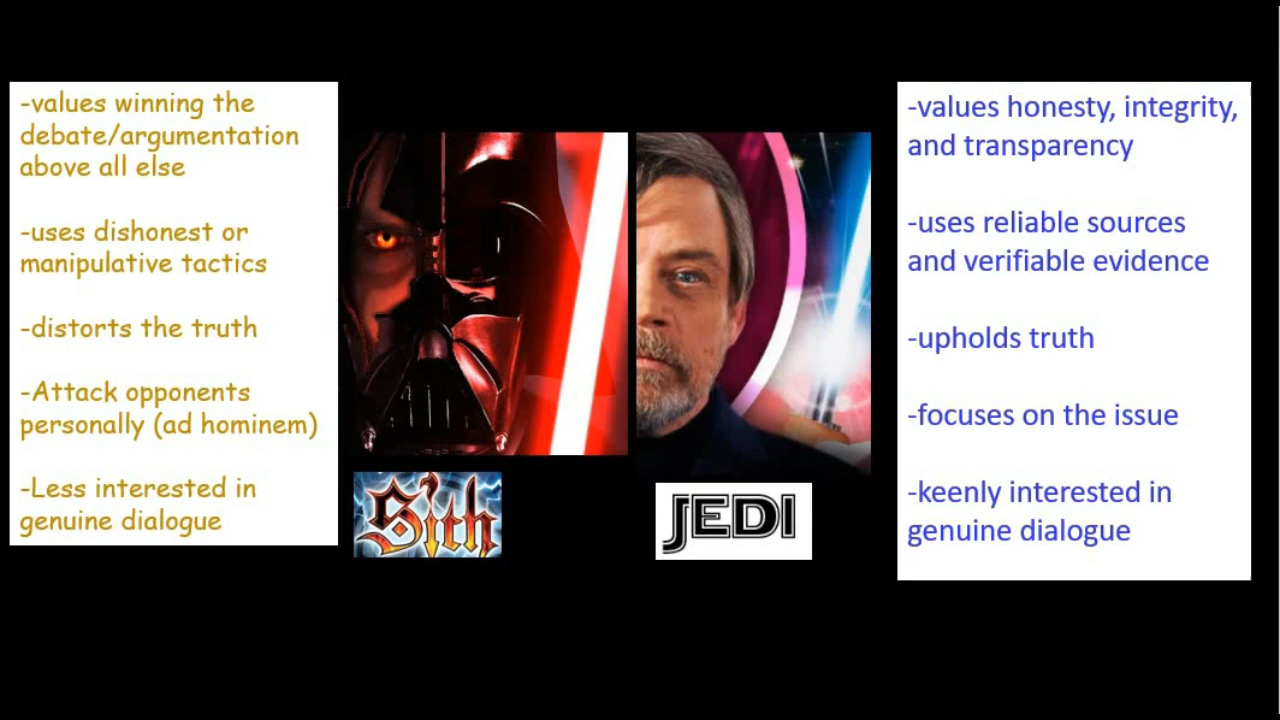 -values winning the
debate/argumentation
above all else
-uses dishonest or
manipulative tactics
-distorts the truth
-Attack opponents
personally (ad hominem)
-Less interested in
genuine dialogue
Sith
JEDI
-values honesty, integrity,
and transparency
-uses reliable sources
and verifiable evidence
-upholds truth
-focuses on the issue
-keenly interested in
genuine dialogue